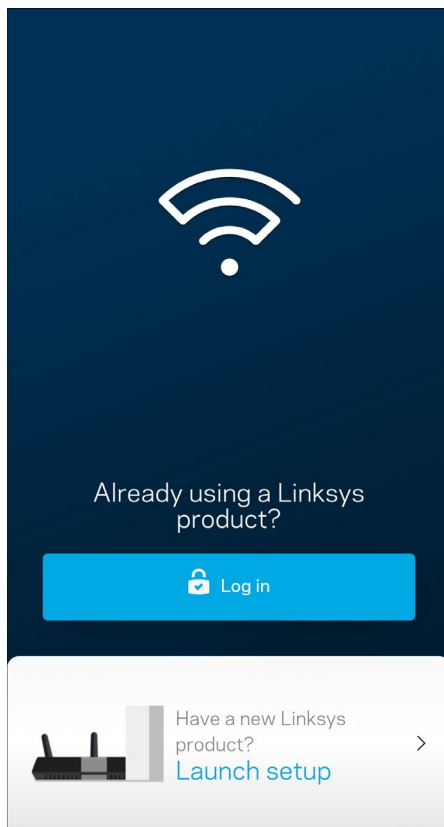 Already using a Linksys
product?
Log in
Have a new Linksys
product?
Launch setup